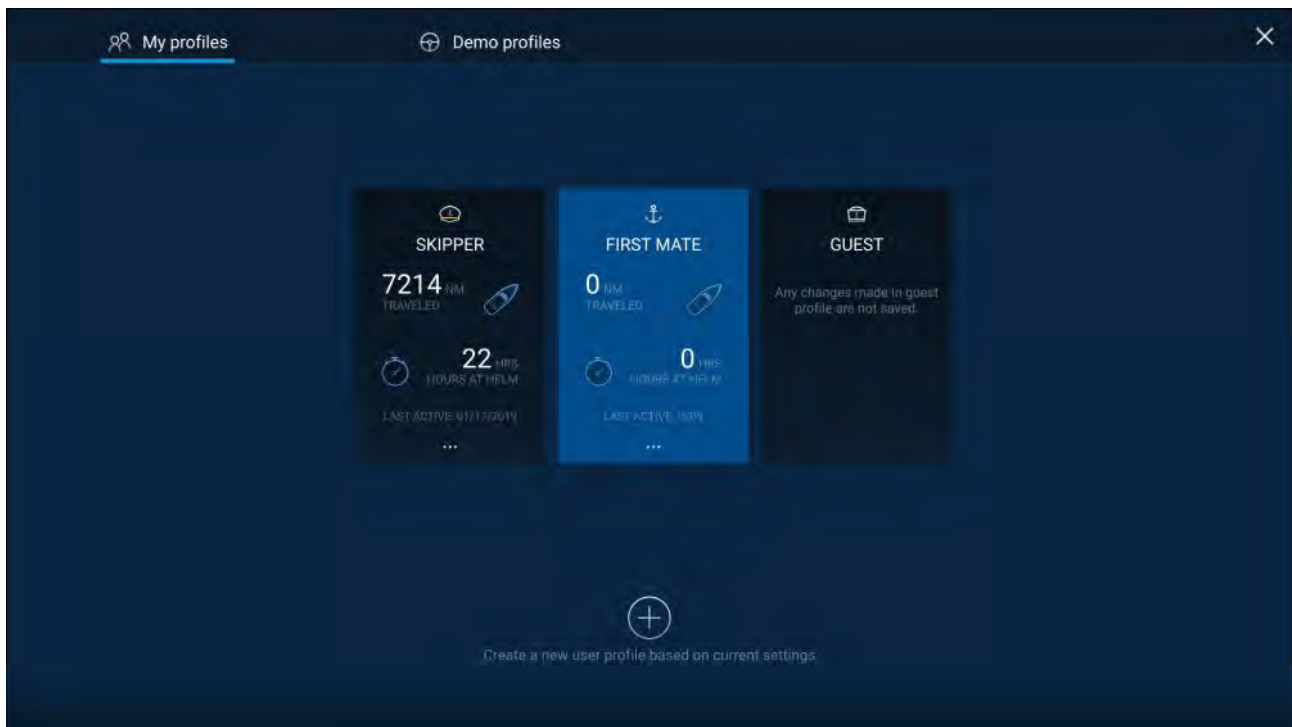 My profiles
Demo profiles
SKIPPER
7214 NM
TRAVELED
22 HRS
HOURS AT HELM
LAST ACTIVE: 01/17/2019
...
FIRST MATE
0 NM
TRAVELED
0 HRS
HOURS AT HELM
LAST ACTIVE: NOW
...
GUEST
Any changes made in guest
profile are not saved.
Create a new user profile based on current settings